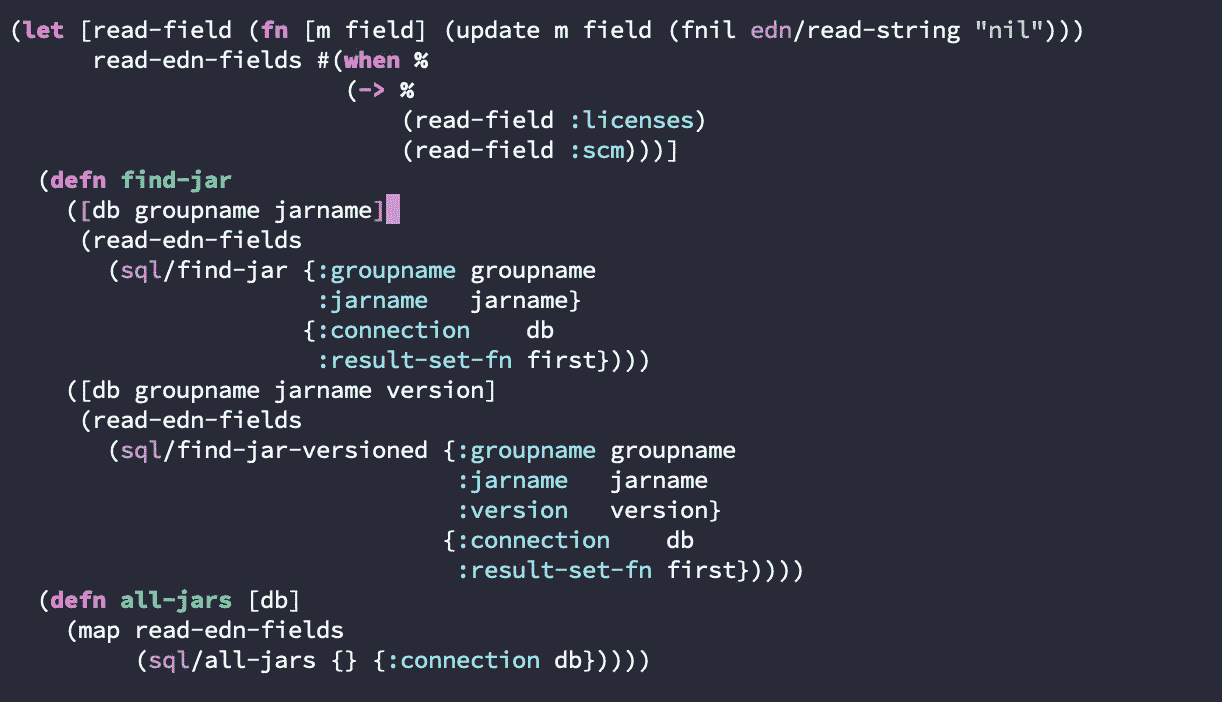 (let [read-field (fn [m field] (update m field (fnil edn/read-string "nil")))
      read-edn-fields #(when %
                        (-> %
                            (read-field :licenses)
                            (read-field :scm)))]
  (defn find-jar
    ([db groupname jarname]
     (read-edn-fields
       (sql/find-jar {:groupname groupname
                      :jarname   jarname}
                     {:connection    db
                      :result-set-fn first})))
    ([db groupname jarname version]
     (read-edn-fields
       (sql/find-jar-versioned {:groupname groupname
                                :jarname   jarname
                                :version   version}
                               {:connection    db
                                :result-set-fn first}))))
  (defn all-jars [db]
    (map read-edn-fields
         (sql/all-jars {} {:connection db}))))